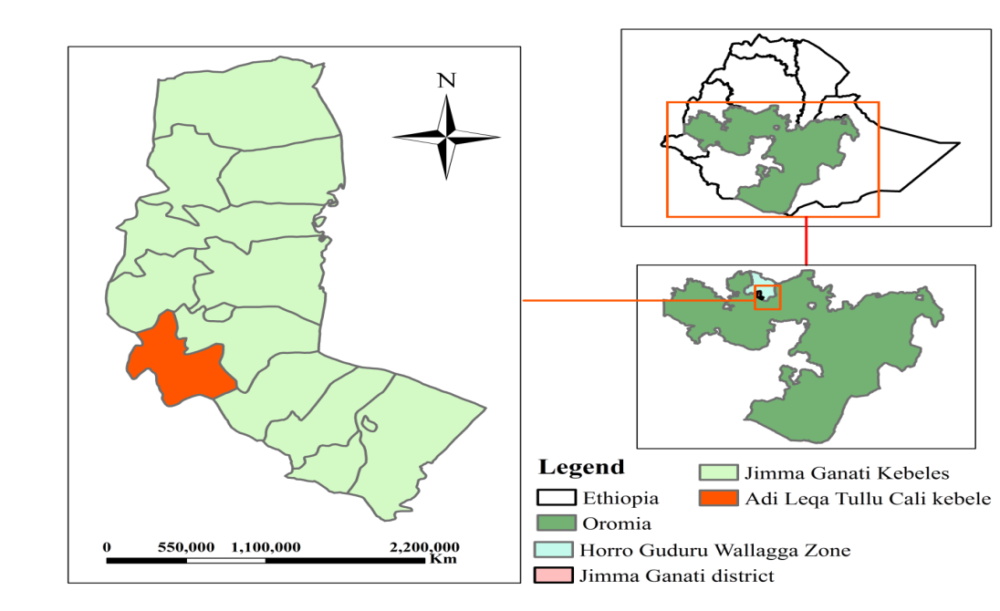 N
0 550,000 1,100,000 2,200,000
Km
Legend
Ethiopia
Oromia
Horro Guduru Wallagga Zone
Jimma Ganati district
Jimma Ganati Kebeles
Adi Leqa Tullu Cali kebele